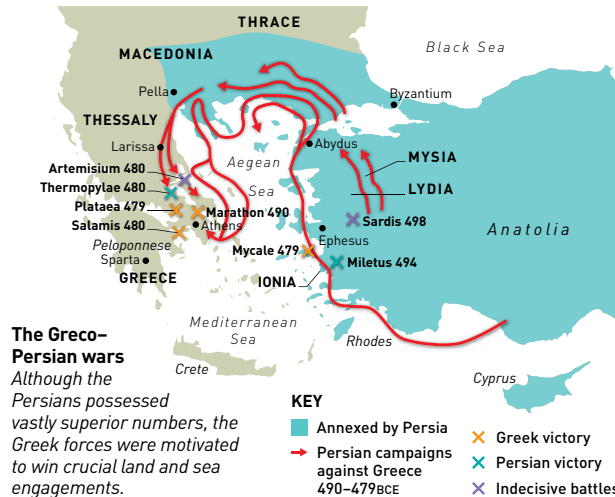 THRACE
Black Sea
MACEDONIA
Pella
Byzantium
THESSALY
Larissa
Abydus
Aegean
Sea
MYSIA
LYDIA
Artemisium 480
Thermopylae 480
Plataea 479
Marathon 490
Sardis 498
Salamis 480
Athens
Ephesus
Anatolia
Peloponnese
Sparta
Mycale 479
Miletus 494
GREECE
IONIA
Mediterranean
Sea
Rhodes
Crete
Cyprus
The Greco–
Persian wars
Although the
Persians possessed
vastly superior numbers, the
Greek forces were motivated
to win crucial land and sea
engagements.
KEY
Annexed by Persia
Persian campaigns
against Greece
490–479BCE
Greek victory
Persian victory
Indecisive battles